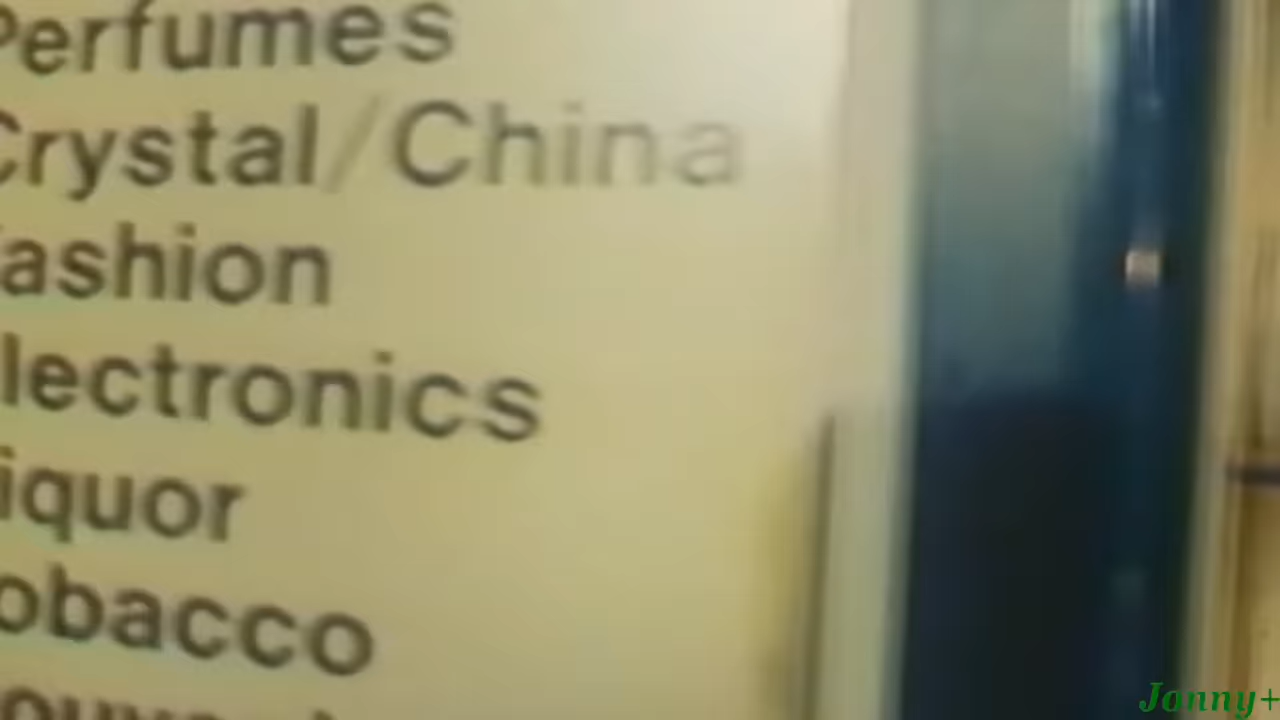 Perfumes
Crystal/China
ashion
lectronics
iquor
obacco
Jonny+